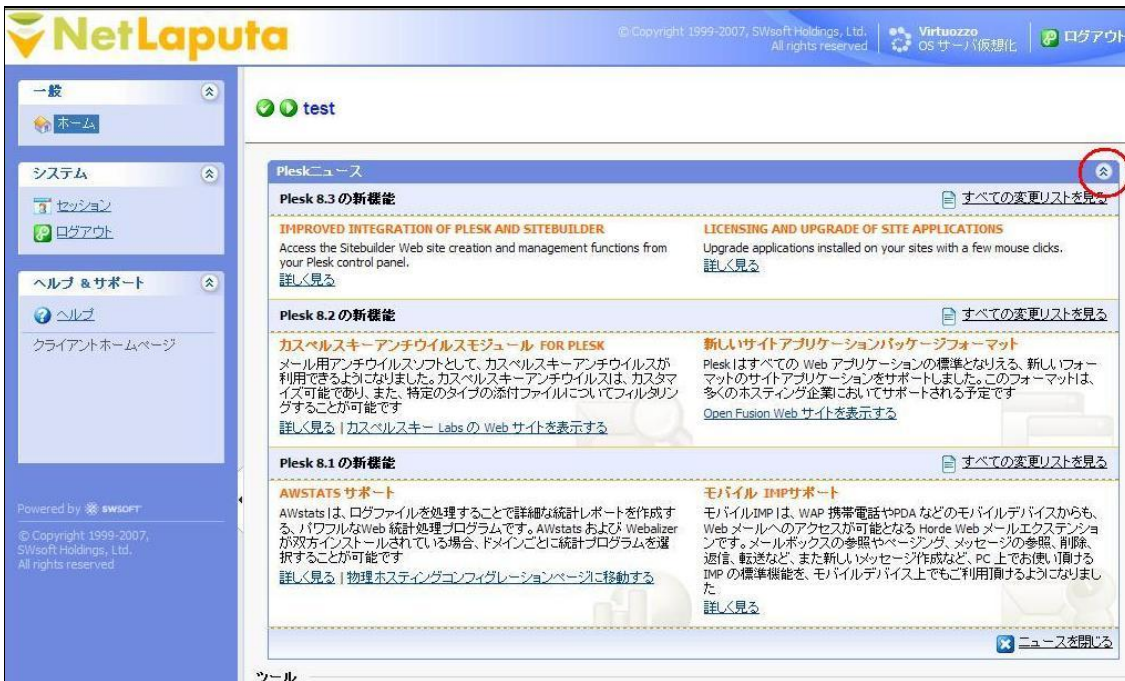 NetLaputa
© Copyright 1999-2007, SWsoft Holdings, Ltd.
All rights reserved
Virtuozzo
OS サーバ仮想化
ログアウト
一般
ホーム
システム
セッション
ログアウト
ヘルプ &サポート
ヘルプ
クライアントホームページ
Powered by SWSOFT
© Copyright 1999-2007,
SWsoft Holdings, Ltd.
All rights reserved
test
Pleskニュース
Plesk 8.3 の新機能
すべての変更リストを見る
IMPROVED INTEGRATION OF PLESK AND SITEBUILDER
Access the Sitebuilder Web site creation and management functions from
your Plesk control panel.
詳しく見る
LICENSING AND UPGRADE OF SITE APPLICATIONS
Upgrade applications installed on your sites with a few mouse clicks.
詳しく見る
Plesk 8.2 の新機能
すべての変更リストを見る
カスペルスキーアンチウイルスモジュール FOR PLESK
メール用アンチウイルスソフトとして、カスペルスキーアンチウイルスが
利用できるようになりました。カスペルスキーアンチウイルスは、カスタマ
イズ可能であり、また、特定のタイプの添付ファイルについてフィルタリン
グすることが可能です
詳しく見る | カスペルスキー Labs の Web サイトを表示する
新しいサイトアプリケーションパッケージフォーマット
Plesk はすべての Web アプリケーションの標準となりえる、新しいフォー
マットのサイトアプリケーションをサポートしました。このフォーマットは、
多くのホスティング企業においてサポートされる予定です
Open Fusion Web サイトを表示する
Plesk 8.1 の新機能
すべての変更リストを見る
AWSTATS サポート
AWstats は、ログファイルを処理することで詳細な統計レポートを作成す
る、パワフルなWeb 統計処理プログラムです。AWstats および Webalizer
が双方インストールされている場合、ドメインごとに統計プログラムを選
択することが可能です
詳しく見る | 物理ホスティングコンフィグレーションページに移動する
モバイル IMPサポート
モバイルIMP は、WAP 携帯電話やPDA などのモバイルデバイスからも、
Web メールへのアクセスが可能となる Horde Web メールエクステンショ
ンです。メールボックスの参照やページング、メッセージの参照、削除、
返信、転送など、また新しいメッセージ作成など、PC 上でお使い頂ける
IMP の標準機能を、モバイルデバイス上でもご利用頂けるようになりまし
た
詳しく見る
ニュースを閉じる
ツール